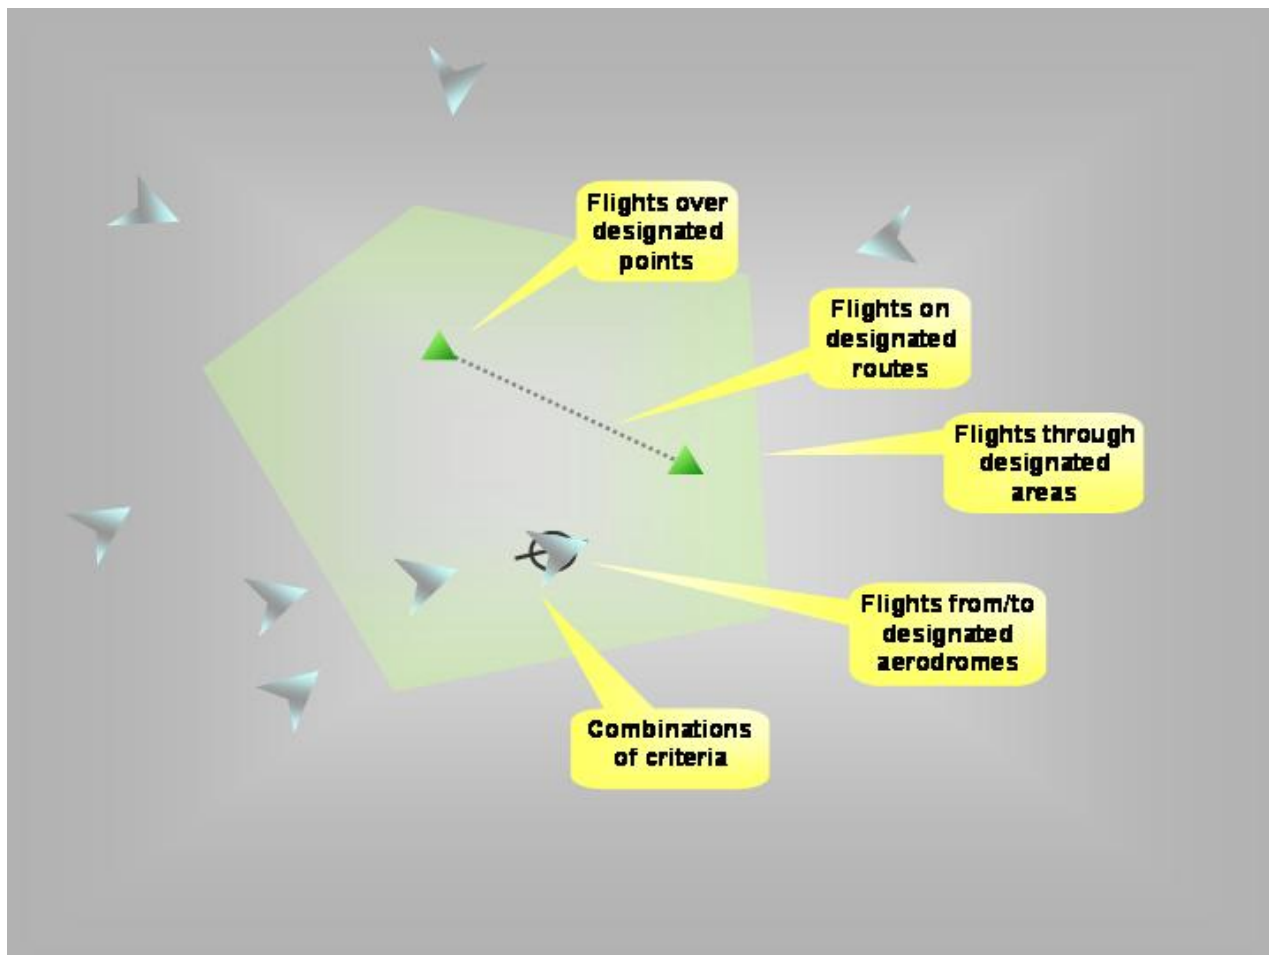 Flights over
designated
points
Flights on
designated
routes
Flights through
designated
areas
Flights from/to
designated
aerodromes
Combinations
of criteria